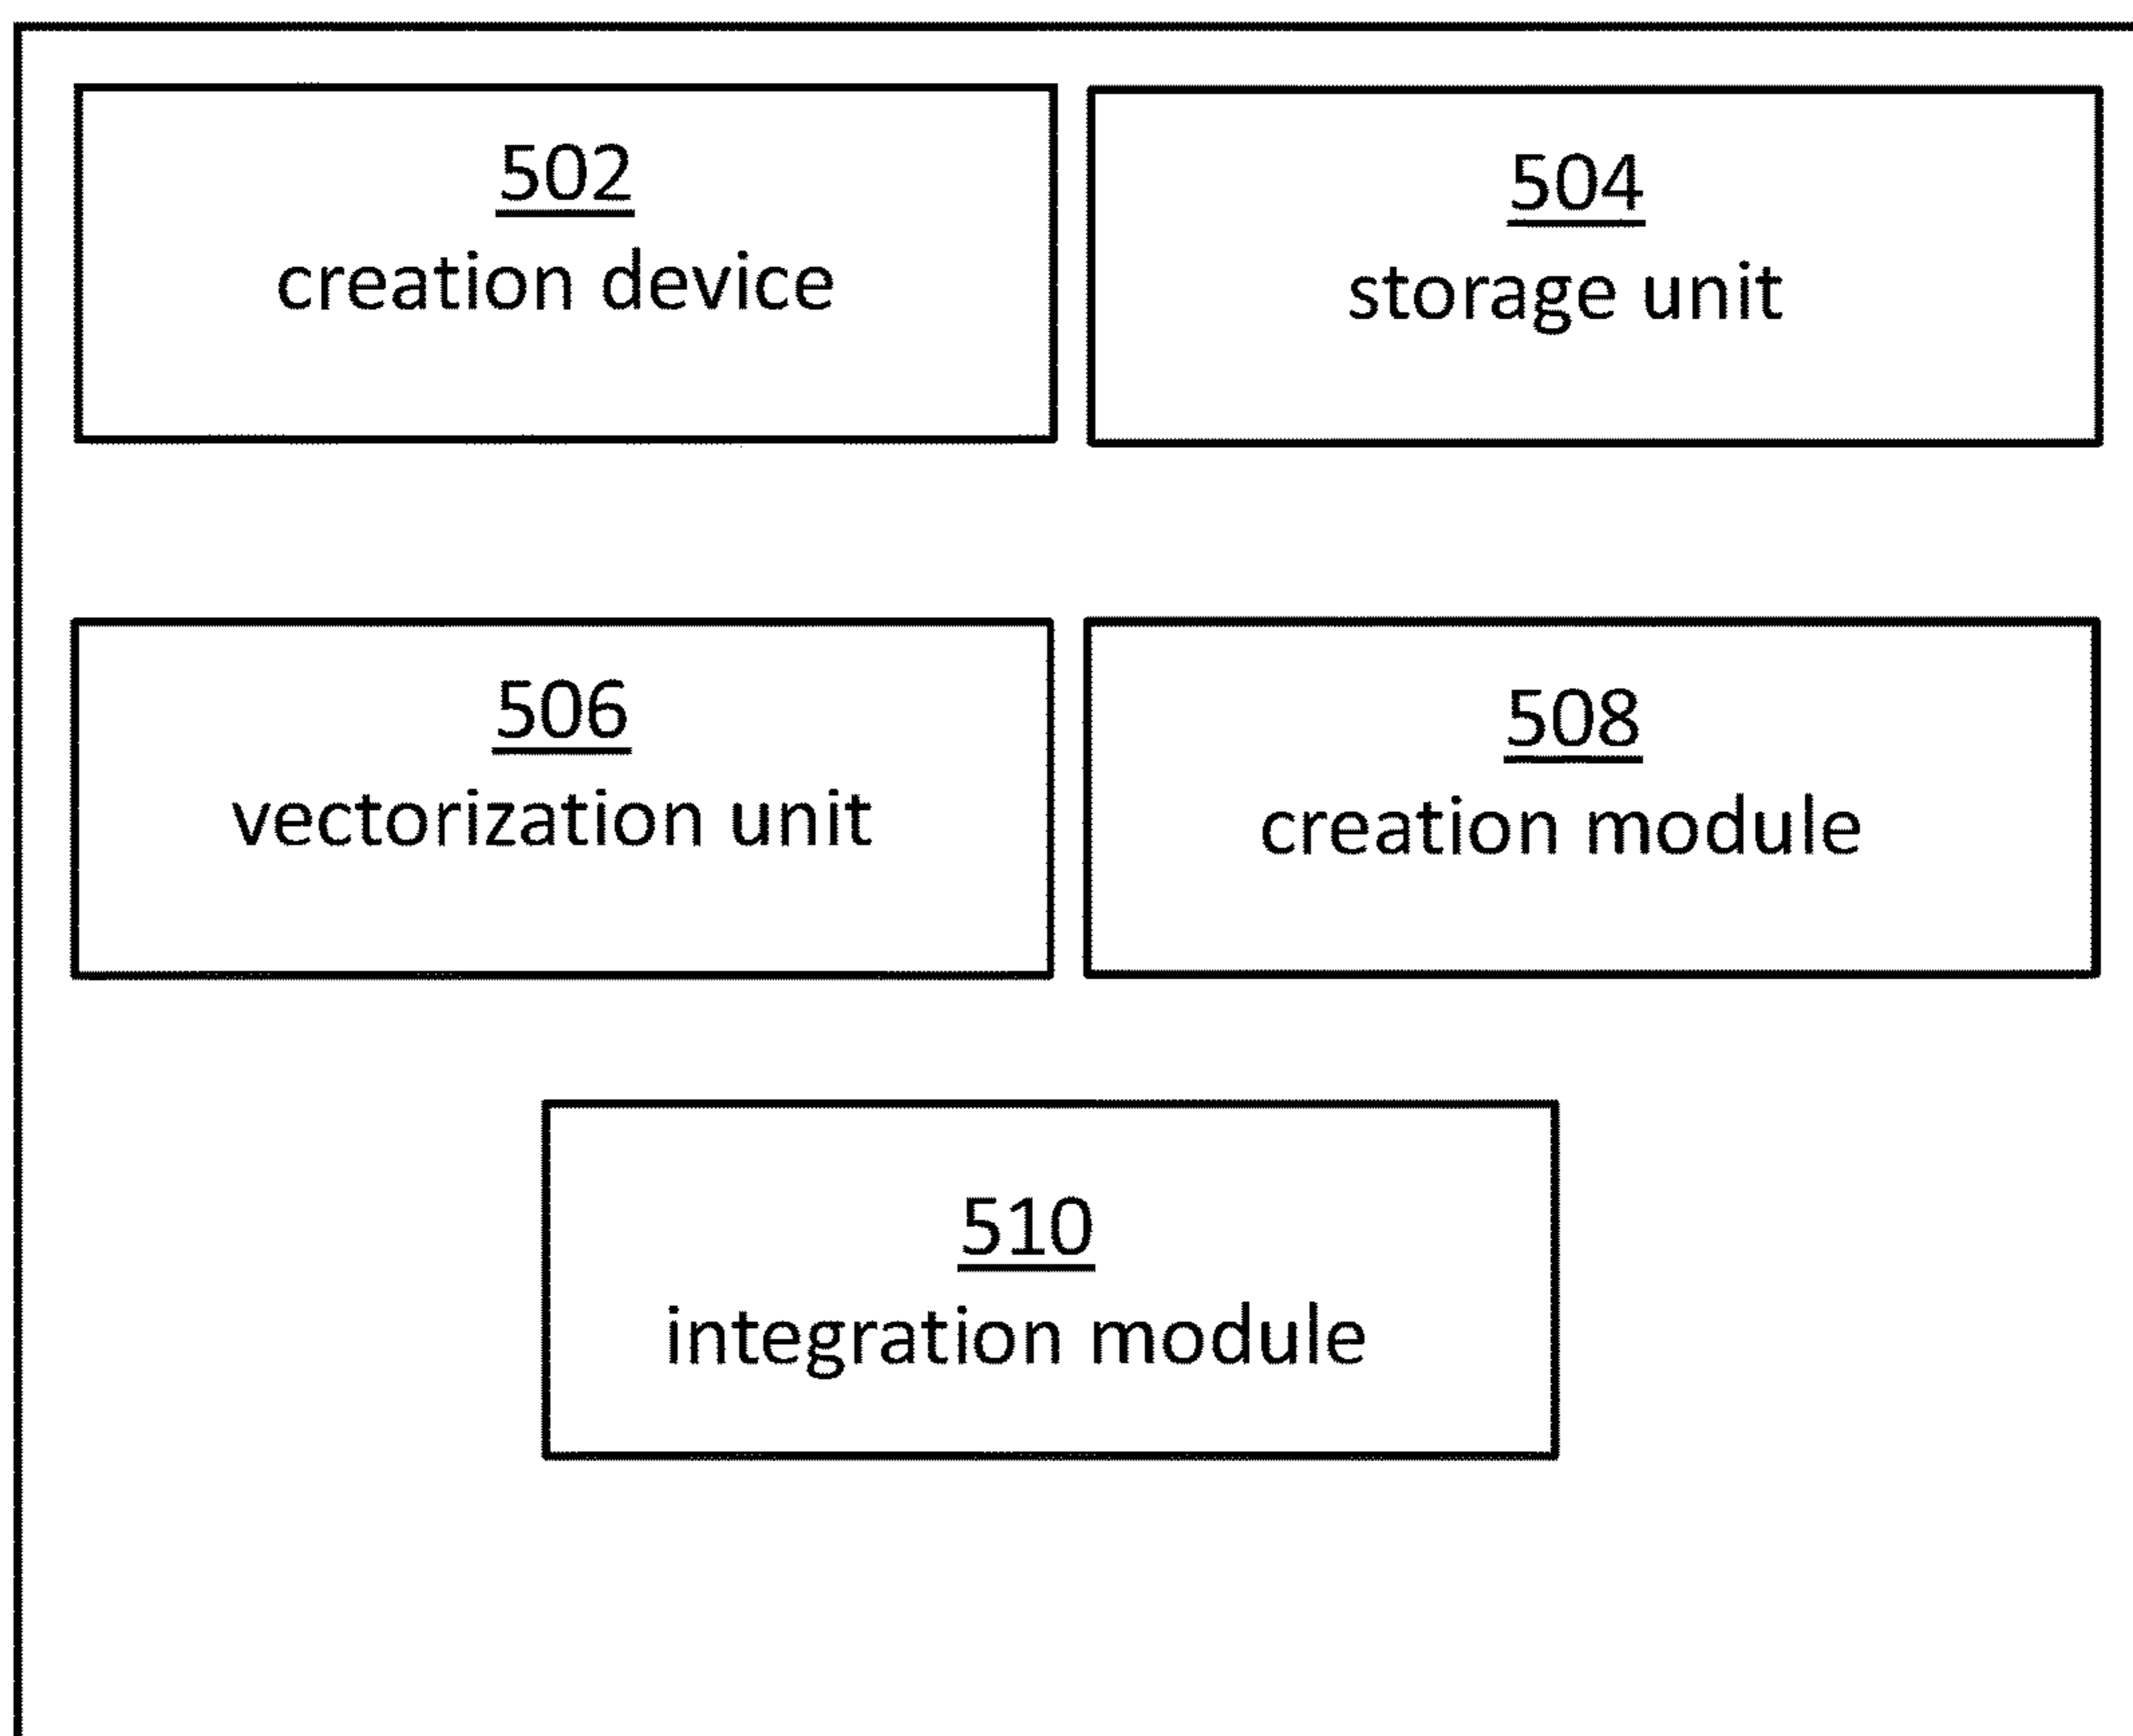 502
creation device
504
storage unit
506
vectorization unit
508
creation module
510
integration module